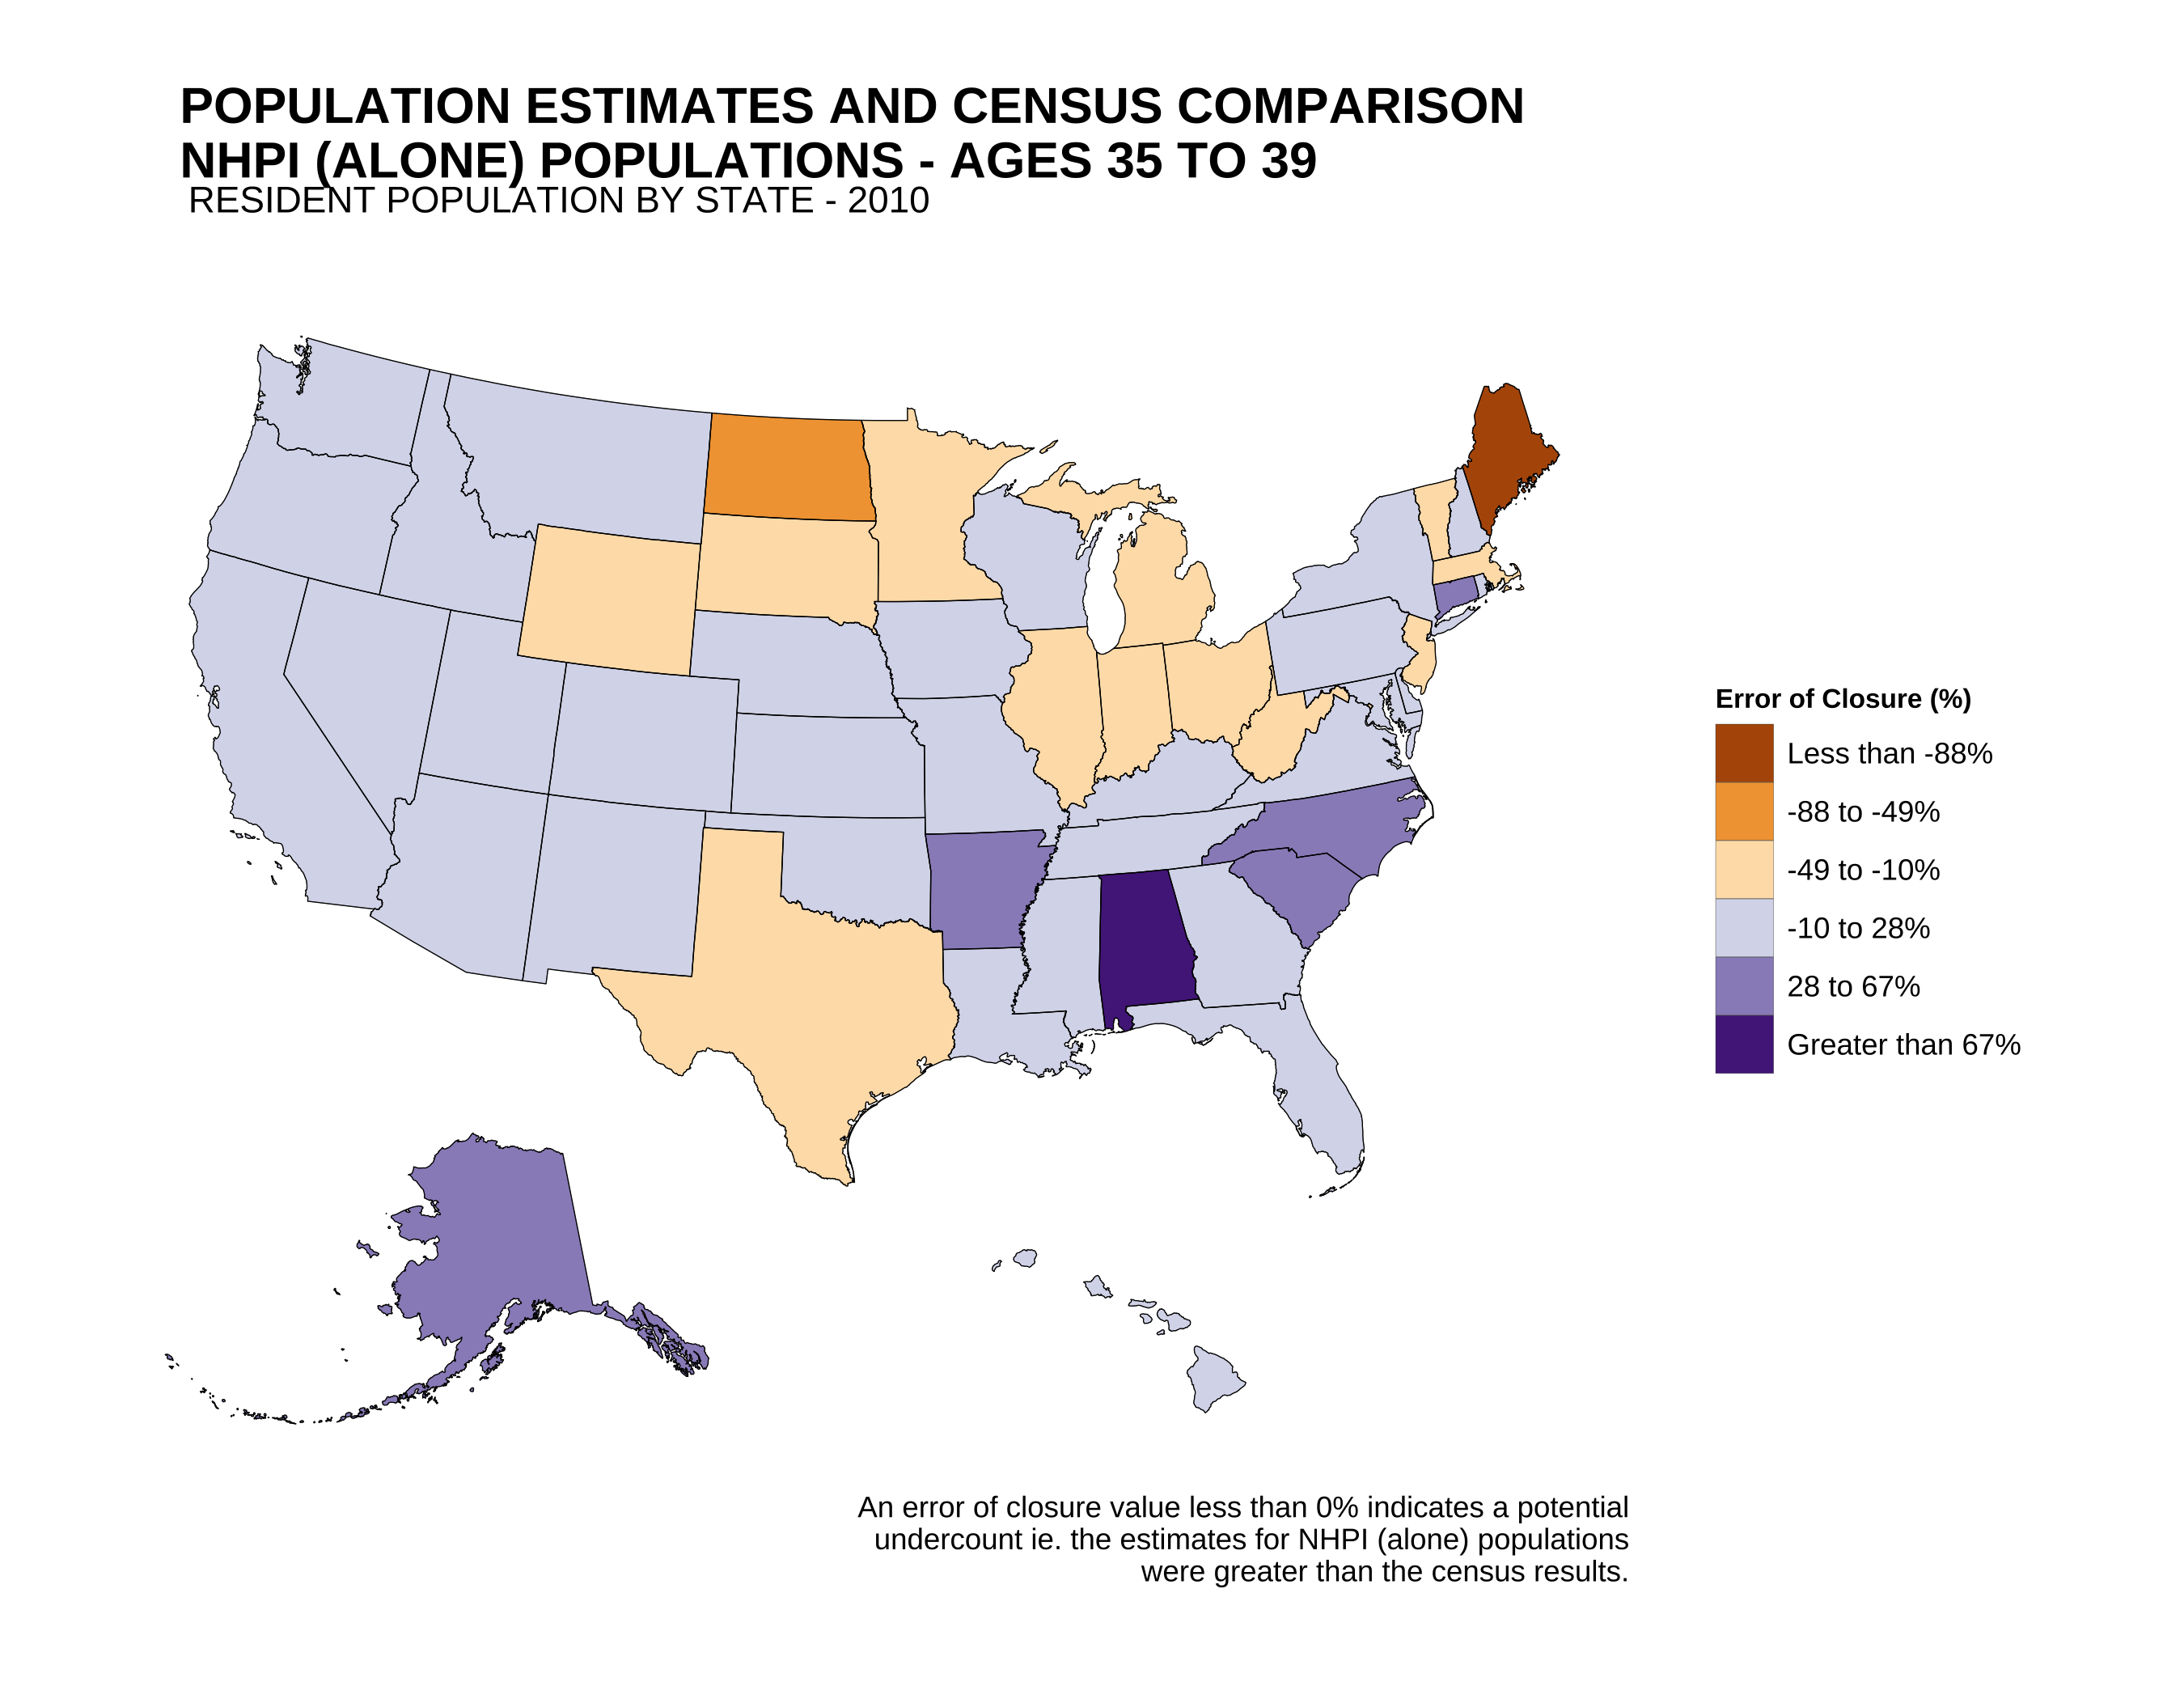 POPULATION ESTIMATES AND CENSUS COMPARISON
NHPI (ALONE) POPULATIONS - AGES 35 TO 39
RESIDENT POPULATION BY STATE - 2010
Error of Closure (%)
Less than -88%
-88 to -49%
-49 to -10%
-10 to 28%
28 to 67%
Greater than 67%
An error of closure value less than 0% indicates a potential
undercount ie. the estimates for NHPI (alone) populations
were greater than the census results.